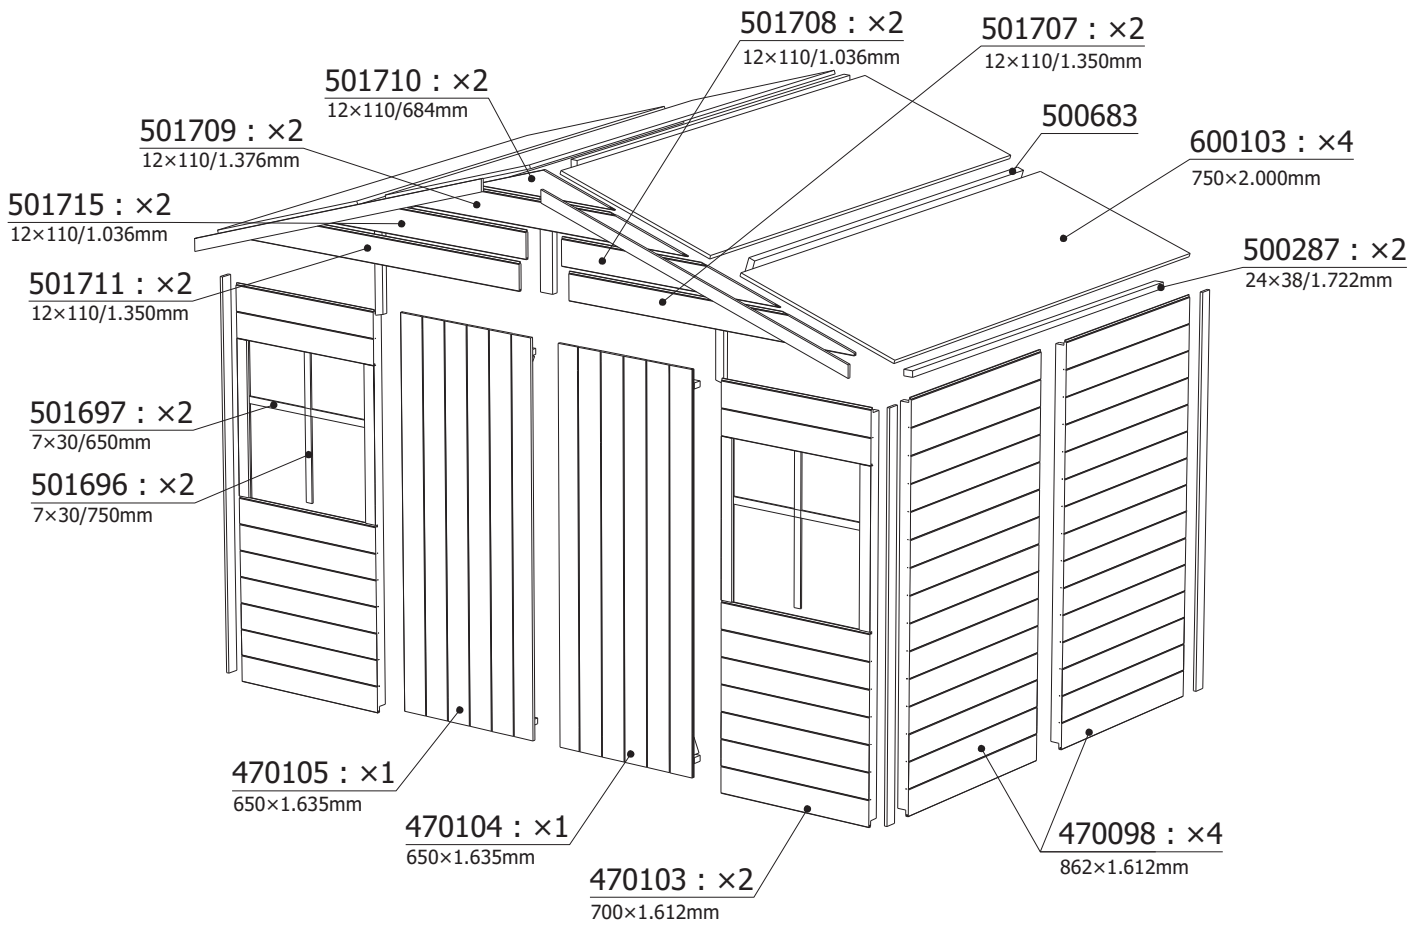 501708 : ×2
12×110/1.036mm
501707 : ×2
12×110/1.350mm
501710 : ×2
12×110/684mm
500683
501709 : ×2
12×110/1.376mm
600103 : ×4
750×2.000mm
501715 : ×2
12×110/1.036mm
500287 : ×2
24×38/1.722mm
501711 : ×2
12×110/1.350mm
501697 : ×2
7×30/650mm
501696 : ×2
7×30/750mm
470105 : ×1
650×1.635mm
470104 : ×1
650×1.635mm
470098 : ×4
862×1.612mm
470103 : ×2
700×1.612mm